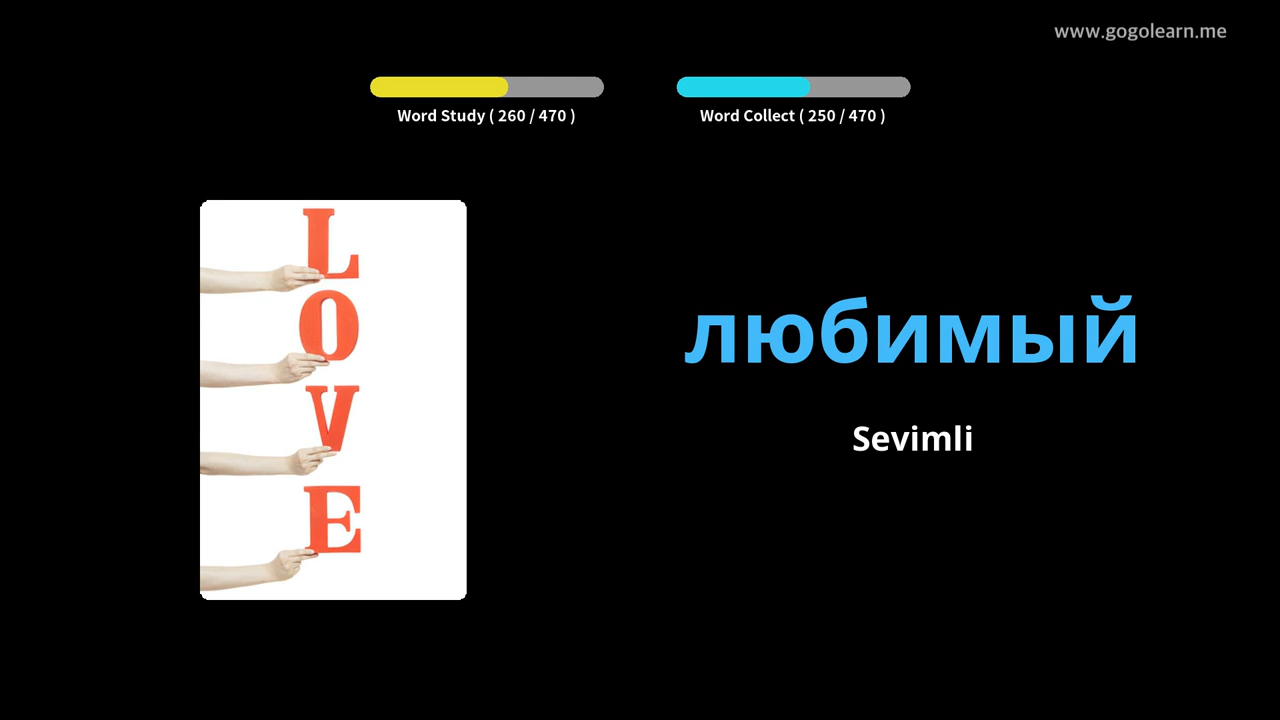 www.gogolearn.me
Word Study ( 260 / 470 )
Word Collect ( 250 / 470 )
L
O
V
E
любимый
Sevimli